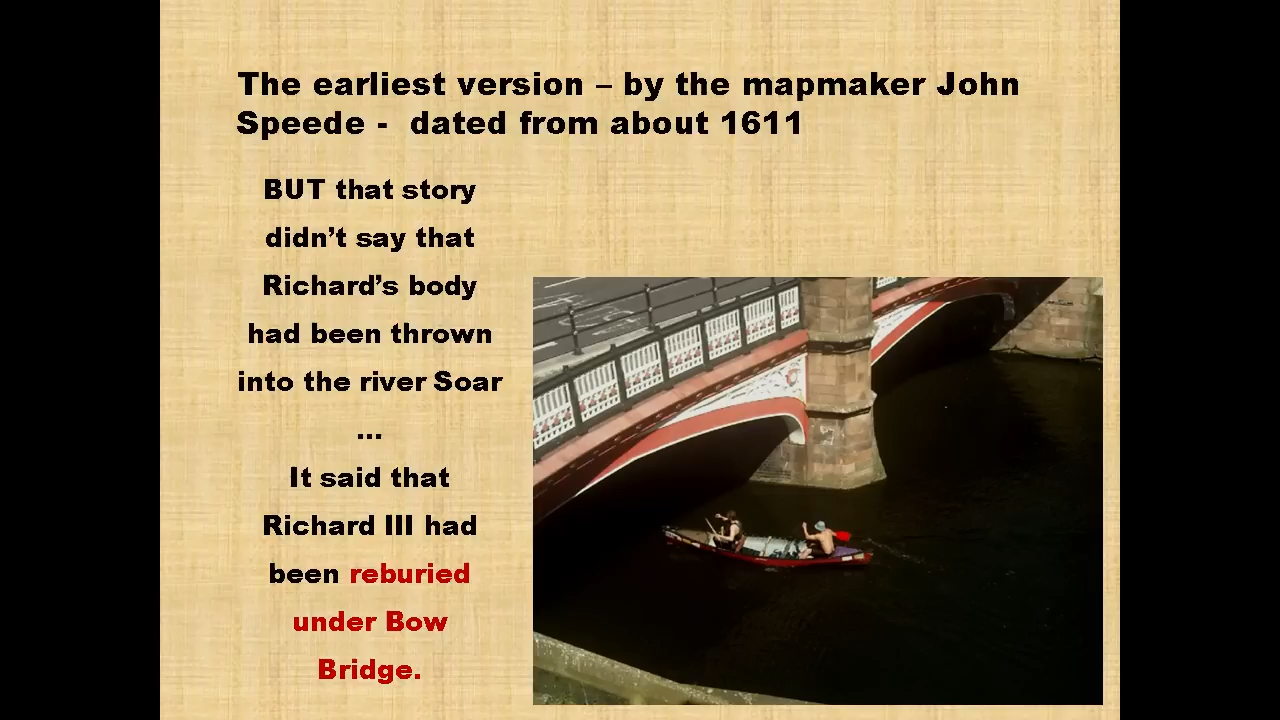 The earliest version – by the mapmaker John
Speede -  dated from about 1611
BUT that story
didn’t say that
Richard’s body
had been thrown
into the river Soar
...
It said that
Richard III had
been reburied
under Bow
Bridge.